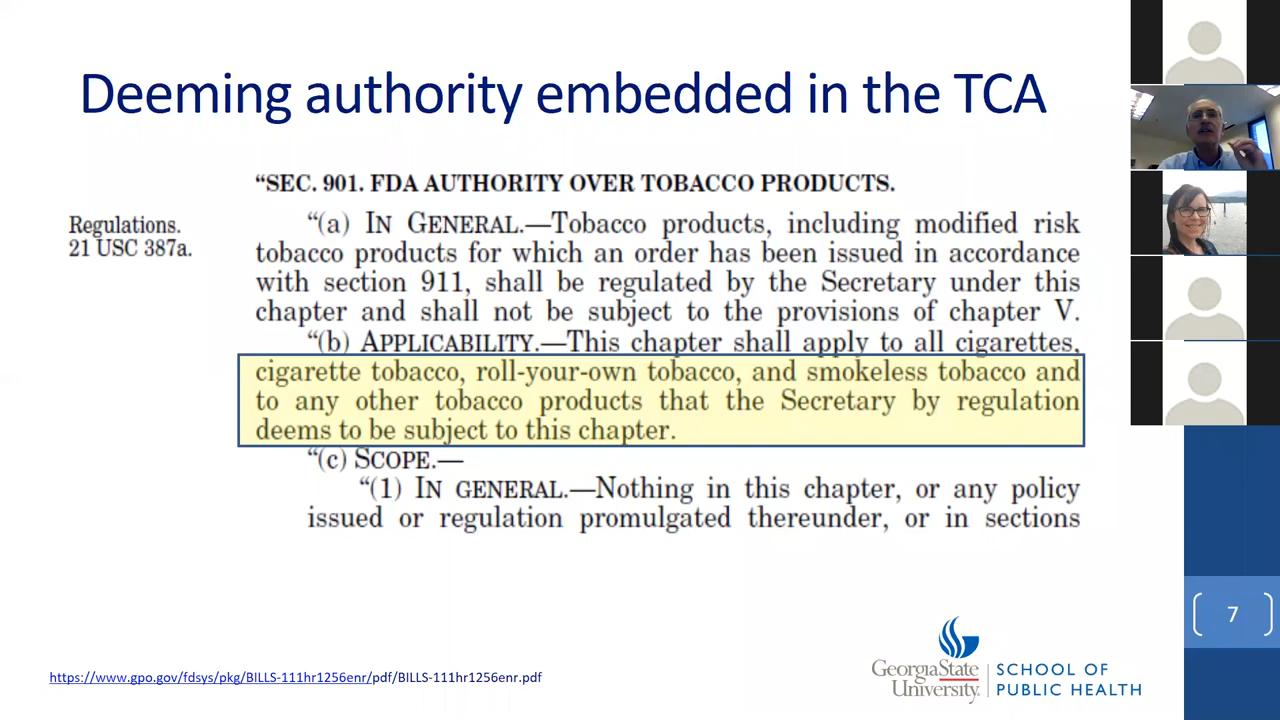 Deeming authority embedded in the TCA
“SEC. 901. FDA AUTHORITY OVER TOBACCO PRODUCTS.
Regulations.
21 USC 387a.
“(a) IN GENERAL.—Tobacco products, including modified risk
tobacco products for which an order has been issued in accordance
with section 911, shall be regulated by the Secretary under this
chapter and shall not be subject to the provisions of chapter V.
“(b) APPLICABILITY.—This chapter shall apply to all cigarettes,
cigarette tobacco, roll-your-own tobacco, and smokeless tobacco and
to any other tobacco products that the Secretary by regulation
deems to be subject to this chapter.
“(c) SCOPE.—
“(1) IN GENERAL.—Nothing in this chapter, or any policy
issued or regulation promulgated thereunder, or in sections
7
https://www.gpo.gov/fdsys/pkg/BILLS-111hr1256enr/pdf/BILLS-111hr1256enr.pdf
GeorgiaState
University.
SCHOOL OF
PUBLIC HEALTH